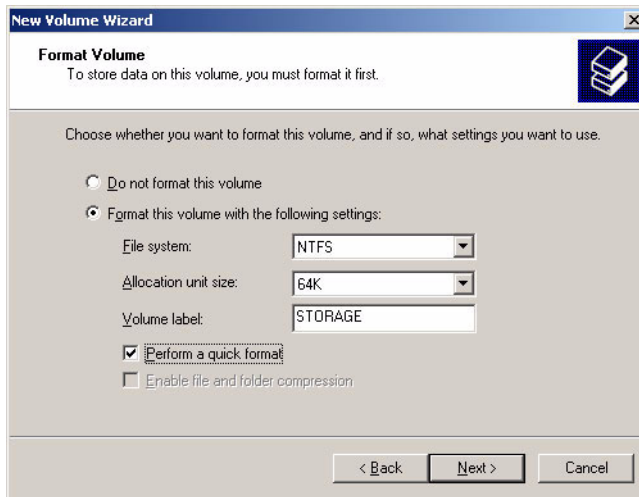 New Volume Wizard
Format Volume
To store data on this volume, you must format it first.
Choose whether you want to format this volume, and if so, what settings you want to use.
Do not format this volume
Format this volume with the following settings:
File system: NTFS
Allocation unit size: 64K
Volume label: STORAGE
Perform a quick format
Enable file and folder compression
< Back Next > Cancel